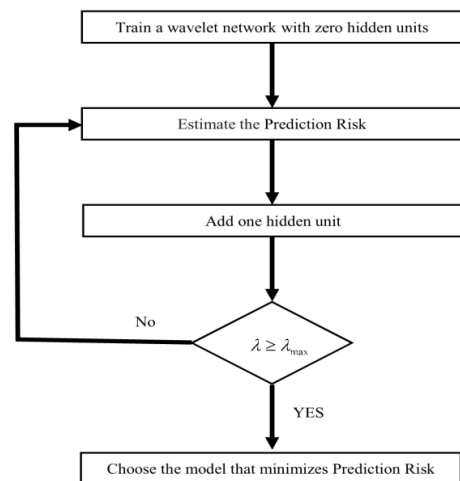 Train a wavelet network with zero hidden units
Estimate the Prediction Risk
Add one hidden unit
No
λ ≥ λmax
YES
Choose the model that minimizes Prediction Risk